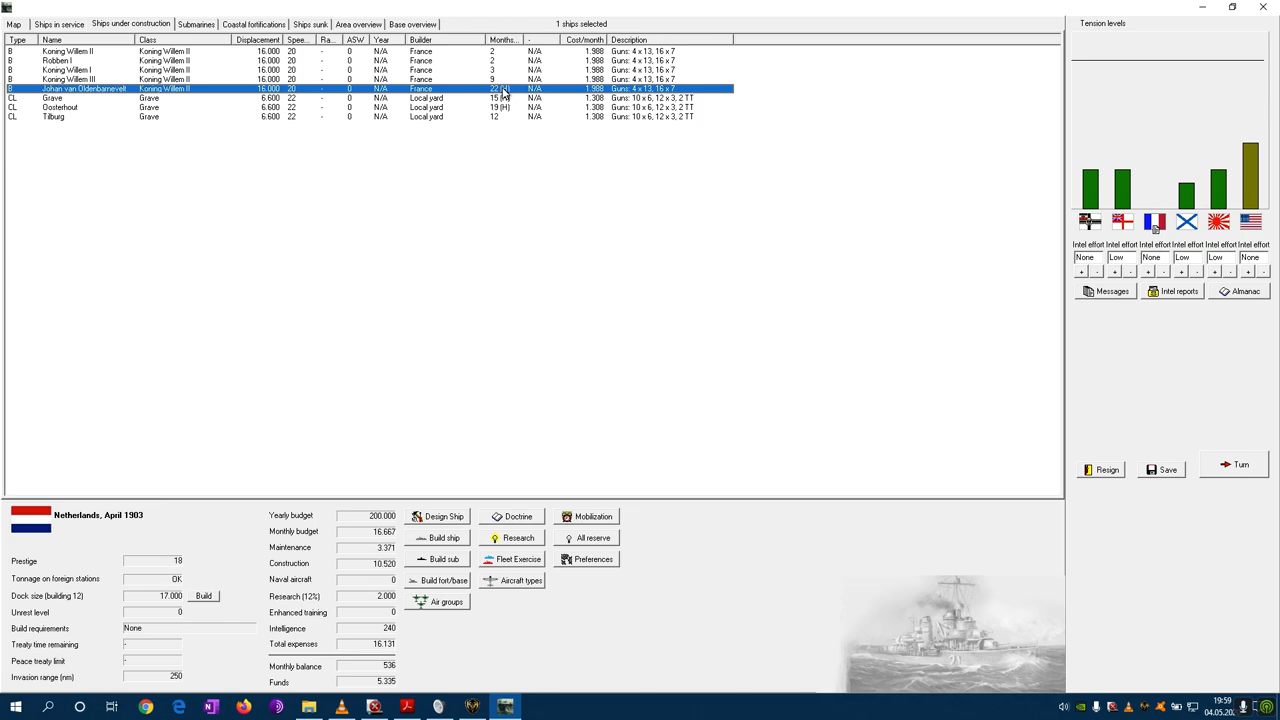 Map Ships in service Ships under construction Submarines Coastal fortifications Ships sunk Area overview Base overview 1 ships selected Tension levels
Type Name Class Displacement Spee... Ra... ASW Year Builder Months... - Cost/month Description
B Koning Willem II Koning Willem II 16.000 20 - 0 N/A France 2 N/A 1.988 Guns: 4 x 13, 16 x 7
B Robben I Koning Willem II 16.000 20 - 0 N/A France 2 N/A 1.988 Guns: 4 x 13, 16 x 7
B Koning Willem I Koning Willem II 16.000 20 - 0 N/A France 3 N/A 1.988 Guns: 4 x 13, 16 x 7
B Koning Willem III Koning Willem II 16.000 20 - 0 N/A France 9 N/A 1.988 Guns: 4 x 13, 16 x 7
B Johan van Oldenbarnevelt Koning Willem II 16.000 20 - 0 N/A France 22 (H) N/A 1.988 Guns: 4 x 13, 16 x 7
CL Grave Grave 6.600 22 - 0 N/A Local yard 15 (H) N/A 1.308 Guns: 10 x 6, 12 x 3, 2 TT
CL Oosterhout Grave 6.600 22 - 0 N/A Local yard 19 (H) N/A 1.308 Guns: 10 x 6, 12 x 3, 2 TT
CL Tilburg Grave 6.600 22 - 0 N/A Local yard 12 N/A 1.308 Guns: 10 x 6, 12 x 3, 2 TT
Intel effort Intel effort Intel effort Intel effort Intel effort Intel effort
None Low None Low Low None
+ - + - + - + - + - + -
Messages Intel reports Almanac
Resign Save Turn
Netherlands, April 1903
Prestige 18
Tonnage on foreign stations OK
Dock size (building 12) 17.000 Build
Unrest level 0
Build requirements None
Treaty time remaining -
Peace treaty limit -
Invasion range (nm) 250
Yearly budget 200.000
Monthly budget 16.667
Maintenance 3.371
Construction 10.520
Naval aircraft 0
Research (12%) 2.000
Enhanced training 0
Intelligence 240
Total expenses 16.131
Monthly balance 536
Funds 5.335
Design Ship Doctrine Mobilization
Build ship Research All reserve
Build sub Fleet Exercise Preferences
Build fort/base Aircraft types
Air groups
19:59
04.05.20